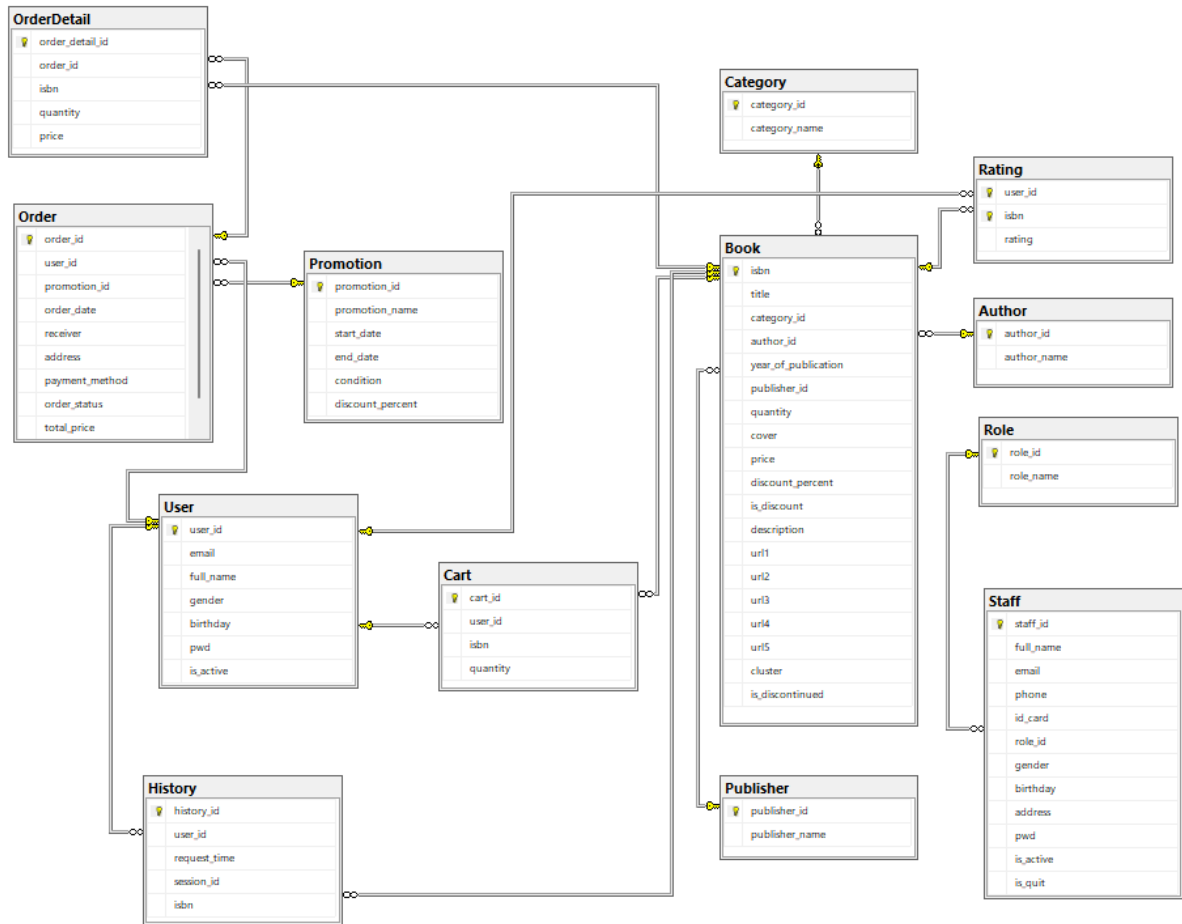 OrderDetail
order_detail_id
order_id
isbn
quantity
price
Order
order_id
user_id
promotion_id
order_date
receiver
address
payment_method
order_status
total_price
Promotion
promotion_id
promotion_name
start_date
end_date
condition
discount_percent
User
user_id
email
full_name
gender
birthday
pwd
is_active
Cart
cart_id
user_id
isbn
quantity
History
history_id
user_id
request_time
session_id
isbn
Category
category_id
category_name
Book
isbn
title
category_id
author_id
year_of_publication
publisher_id
quantity
cover
price
discount_percent
is_discount
description
url1
url2
url3
url4
url5
cluster
is_discontinued
Publisher
publisher_id
publisher_name
Rating
user_id
isbn
rating
Author
author_id
author_name
Role
role_id
role_name
Staff
staff_id
full_name
email
phone
id_card
role_id
gender
birthday
address
pwd
is_active
is_quit